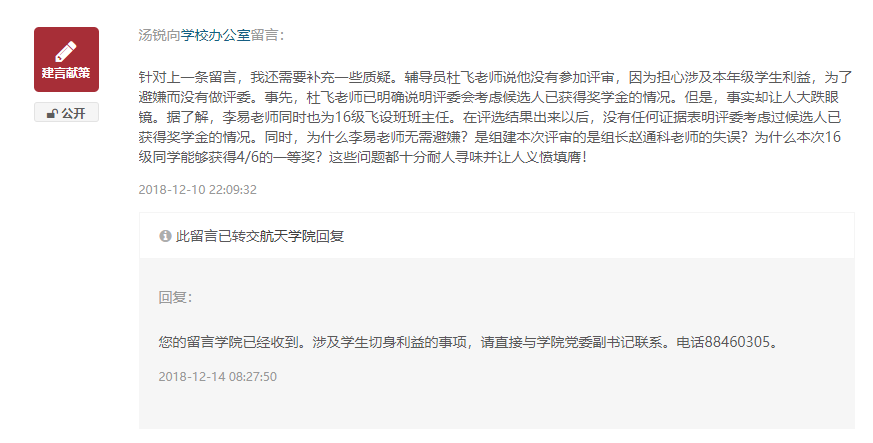 汤锐向学校办公室留言：
建言献策
公开
针对上一条留言，我还需要补充一些质疑。辅导员杜飞老师说他没有参加评审，因为担心涉及本年级学生利益，为了
避嫌而没有做评委。事先，杜飞老师已明确说明评委会考虑候选人已获得奖学金的情况。但是，事实却让人大跌眼
镜。据了解，李易老师同时也为16级飞设班班主任。在评选结果出来以后，没有任何证据表明评委考虑过候选人已
获得奖学金的情况。同时，为什么李易老师无需避嫌？是组建本次评审的是组长赵通科老师的失误？为什么本次16
级同学能够获得4/6的一等奖？这些问题都十分耐人寻味并让人义愤填膺！
2018-12-10 22:09:32
此留言已转交航天学院回复
回复：
您的留言学院已经收到。涉及学生切身利益的事项，请直接与学院党委副书记联系。电话88460305。
2018-12-14 08:27:50